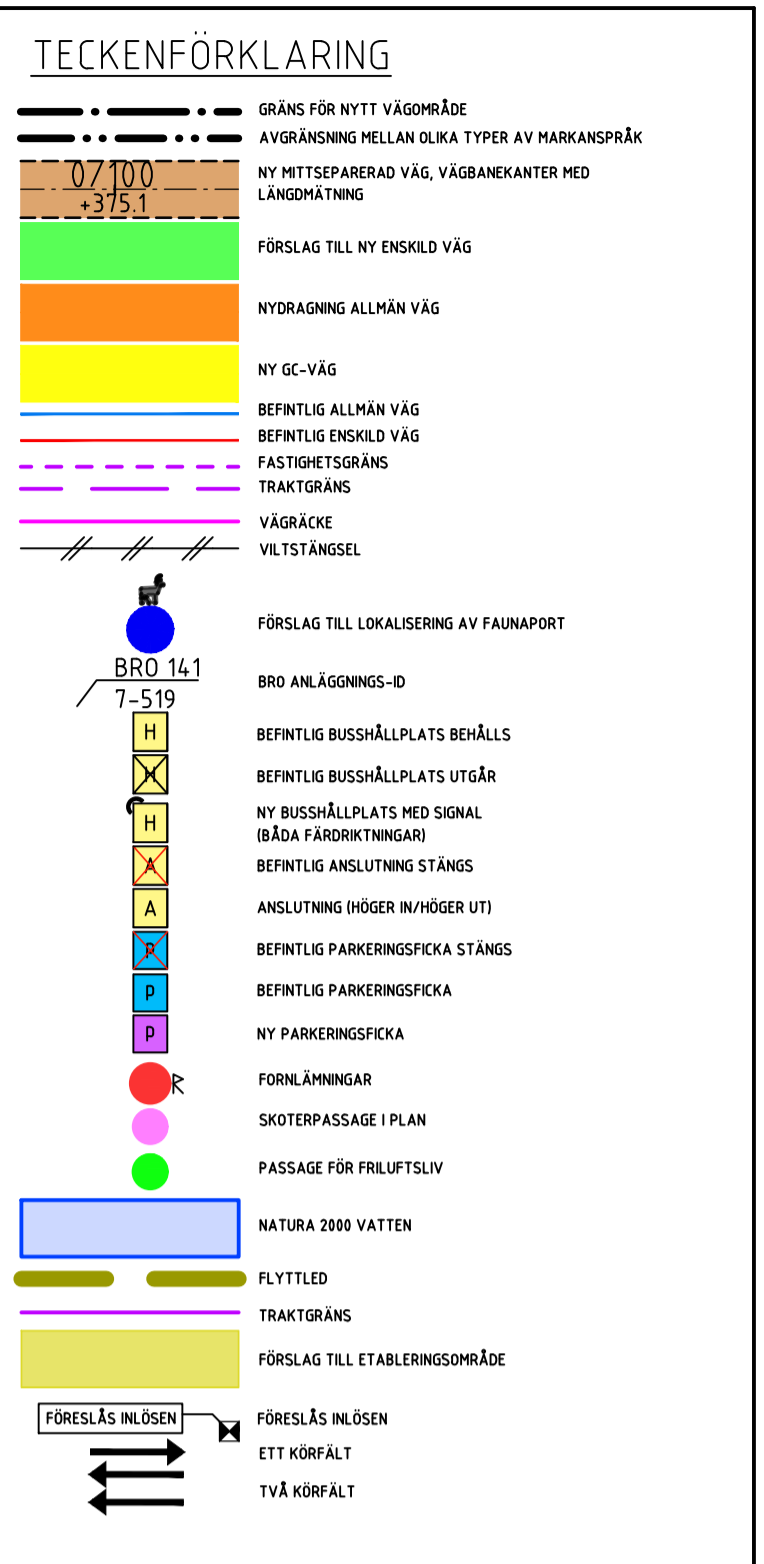 TECKENFÖRKLARING
GRÄNS FÖR NYTT VÄGOMRÅDE
AVGRÄNSNING MELLAN OLIKA TYPER AV MARKANSPRÅK
0/100
+375.1
NY MITTSEPARERAD VÄG, VÄGBANEKANTER MED
LÄNGDMÄTNING
FÖRSLAG TILL NY ENSKILD VÄG
NYDRAGNING ALLMÄN VÄG
NY GC-VÄG
BEFINTLIG ALLMÄN VÄG
BEFINTLIG ENSKILD VÄG
FASTIGHETSGRÄNS
TRAKTGRÄNS
VÄGRÄCKE
VILTSTÄNGSEL
FÖRSLAG TILL LOKALISERING AV FAUNAPORT
BRO 141
7-519
BRO ANLÄGGNINGS-ID
H BEFINTLIG BUSSHÅLLPLATS BEHÅLLS
H BEFINTLIG BUSSHÅLLPLATS UTGÅR
H NY BUSSHÅLLPLATS MED SIGNAL
(BÅDA FÄRDRIKTNINGAR)
A BEFINTLIG ANSLUTNING STÄNGS
A ANSLUTNING (HÖGER IN/HÖGER UT)
P BEFINTLIG PARKERINGSFICKA STÄNGS
P BEFINTLIG PARKERINGSFICKA
P NY PARKERINGSFICKA
R FORNLÄMNINGAR
SKOTERPASSAGE I PLAN
PASSAGE FÖR FRILUFTSLIV
NATURA 2000 VATTEN
FLYTTLED
TRAKTGRÄNS
FÖRSLAG TILL ETABLERINGSOMRÅDE
FÖRESLÅS INLÖSEN FÖRESLÅS INLÖSEN
ETT KÖRFÄLT
TVÅ KÖRFÄLT